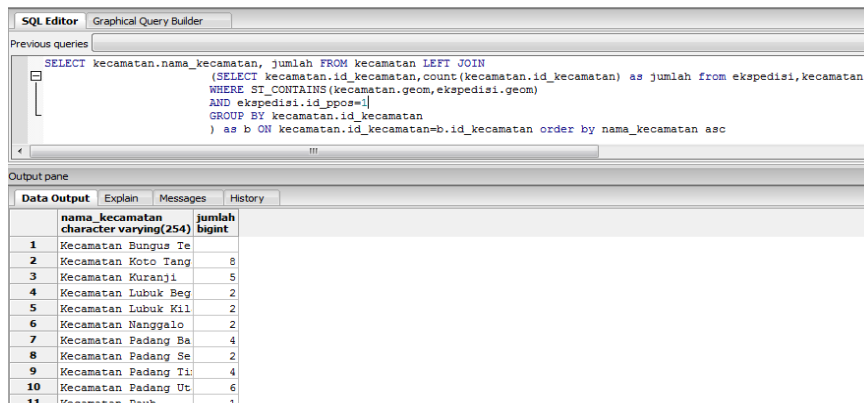 SQL Editor Graphical Query Builder
Previous queries
SELECT kecamatan.nama_kecamatan, jumlah FROM kecamatan LEFT JOIN
(SELECT kecamatan.id_kecamatan,count(kecamatan.id_kecamatan) as jumlah from ekspedisi,kecamatan
WHERE ST_CONTAINS(kecamatan.geom,ekspedisi.geom)
AND ekspedisi.id_ppos=1
GROUP BY kecamatan.id_kecamatan
) as b ON kecamatan.id_kecamatan=b.id_kecamatan order by nama_kecamatan asc
Output pane
Data Output Explain Messages History
nama_kecamatan jumlah
character varying(254) bigint
1 Kecamatan Bungus Te
2 Kecamatan Koto Tang 8
3 Kecamatan Kuranji 5
4 Kecamatan Lubuk Beg 2
5 Kecamatan Lubuk Kil 2
6 Kecamatan Nanggalo 2
7 Kecamatan Padang Ba 4
8 Kecamatan Padang Se 2
9 Kecamatan Padang Ti 4
10 Kecamatan Padang Ut 6
11 Kecamatan Pauh 1